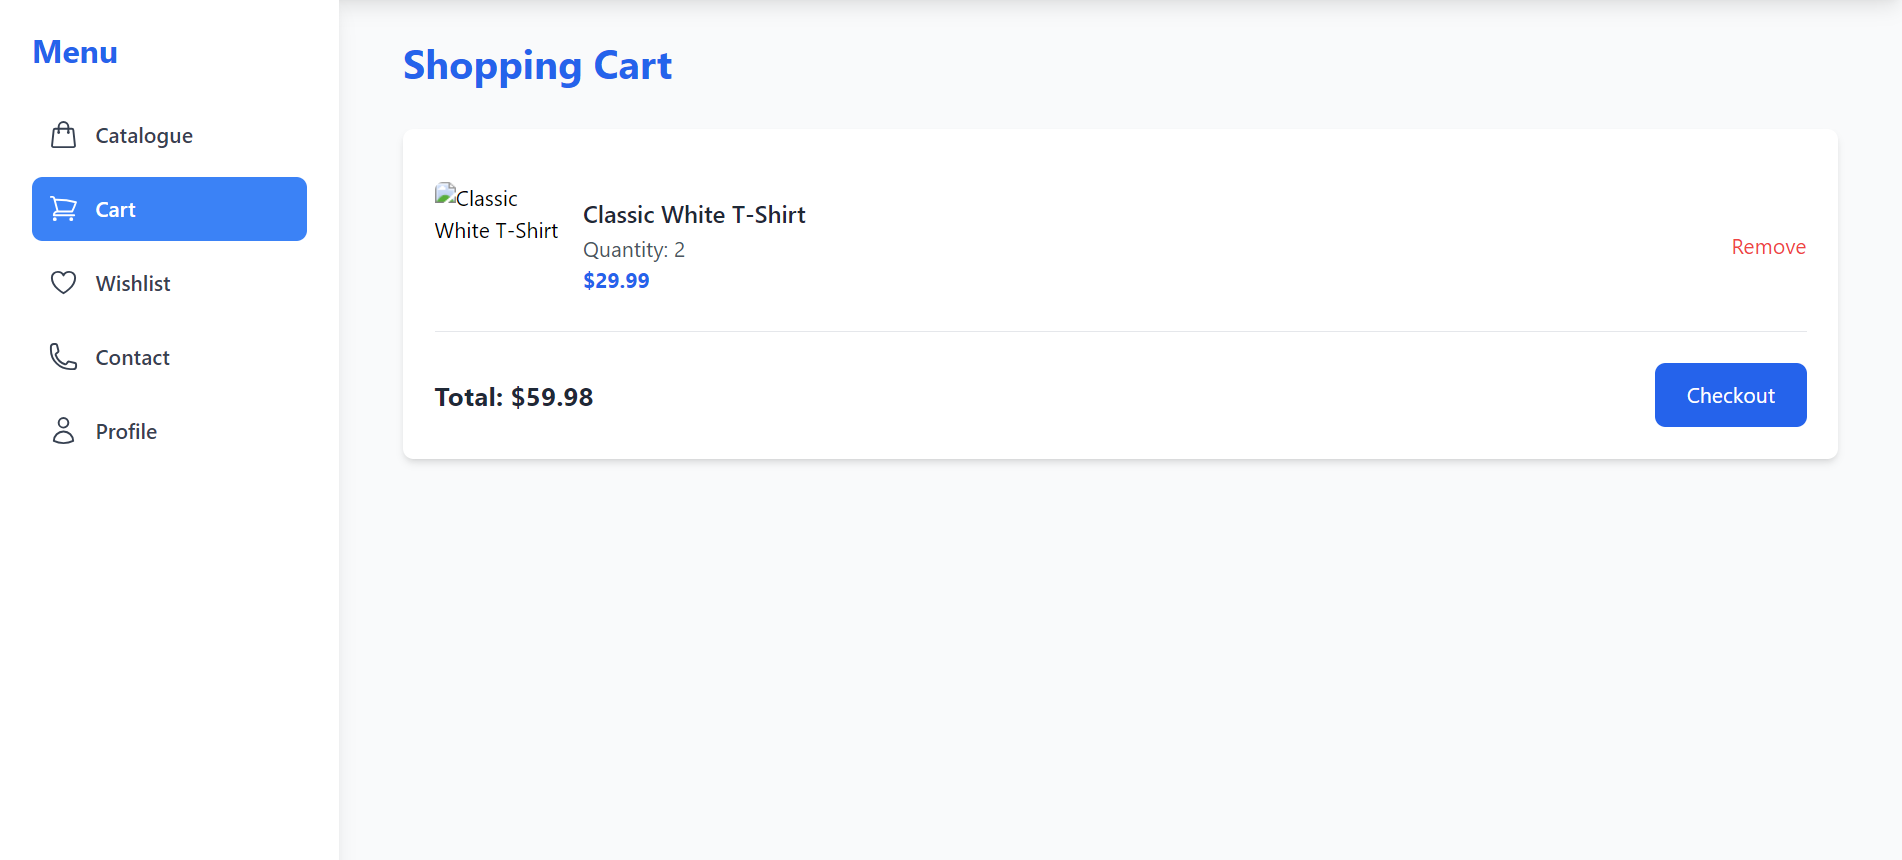 Menu
Catalogue
Cart
Wishlist
Contact
Profile
Shopping Cart
Classic
White T-Shirt
Classic White T-Shirt
Quantity: 2
$29.99
Remove
Total: $59.98
Checkout